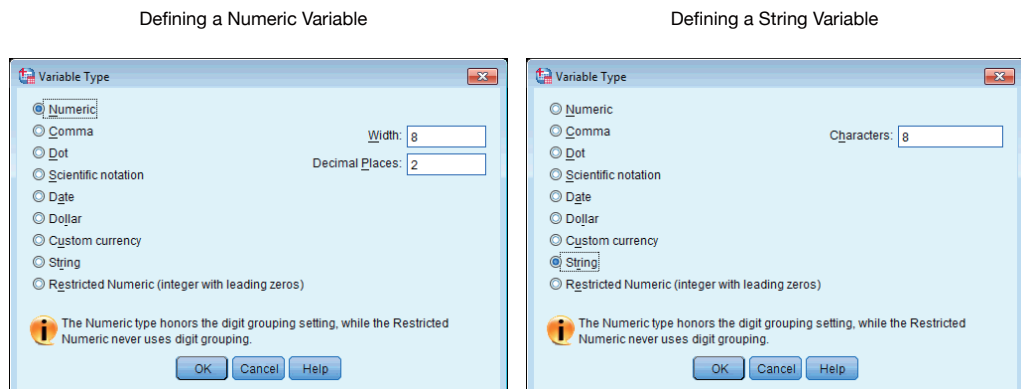 Defining a Numeric Variable
Variable Type
Numeric
Comma
Width: 8
Dot
Decimal Places: 2
Scientific notation
Date
Dollar
Custom currency
String
Restricted Numeric (integer with leading zeros)
The Numeric type honors the digit grouping setting, while the Restricted
Numeric never uses digit grouping.
OK Cancel Help
Defining a String Variable
Variable Type
Numeric
Comma
Characters: 8
Dot
Scientific notation
Date
Dollar
Custom currency
String
Restricted Numeric (integer with leading zeros)
The Numeric type honors the digit grouping setting, while the Restricted
Numeric never uses digit grouping.
OK Cancel Help